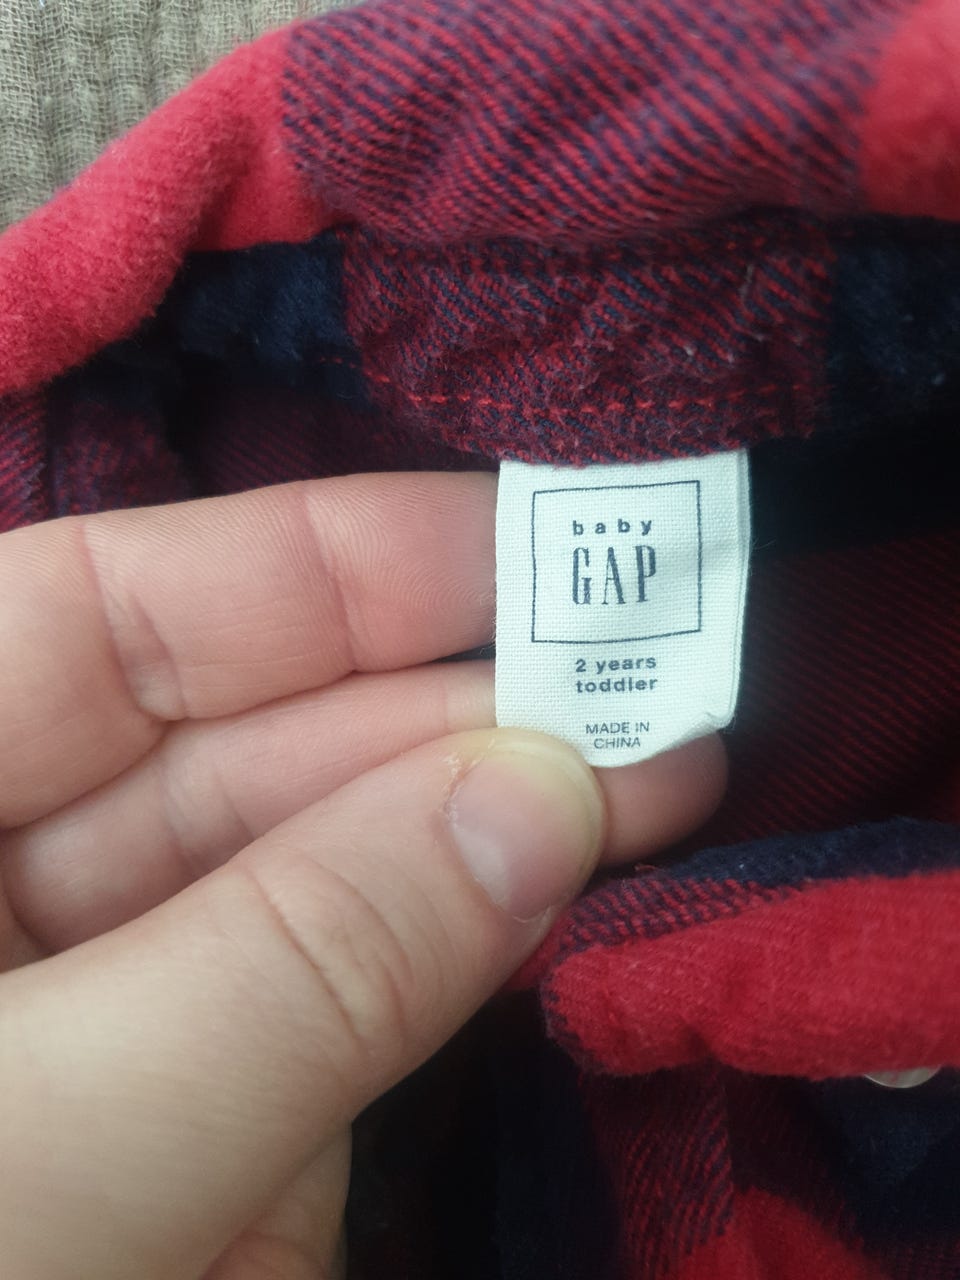 baby
GAP
2 years
toddler
MADE IN
CHINA